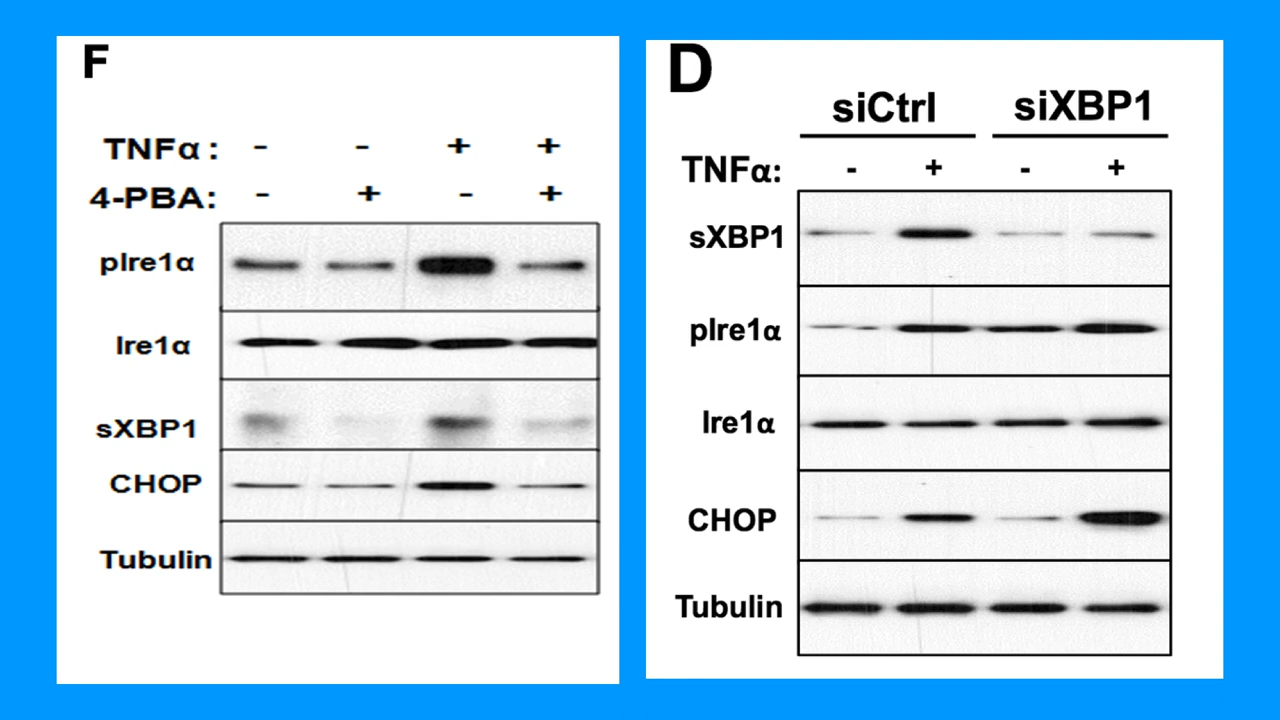 F
TNFα : - - + +
4-PBA: - + - +
pIre1α
Ire1α
sXBP1
CHOP
Tubulin
D
siCtrl siXBP1
TNFα: - + - +
sXBP1
pIre1α
Ire1α
CHOP
Tubulin